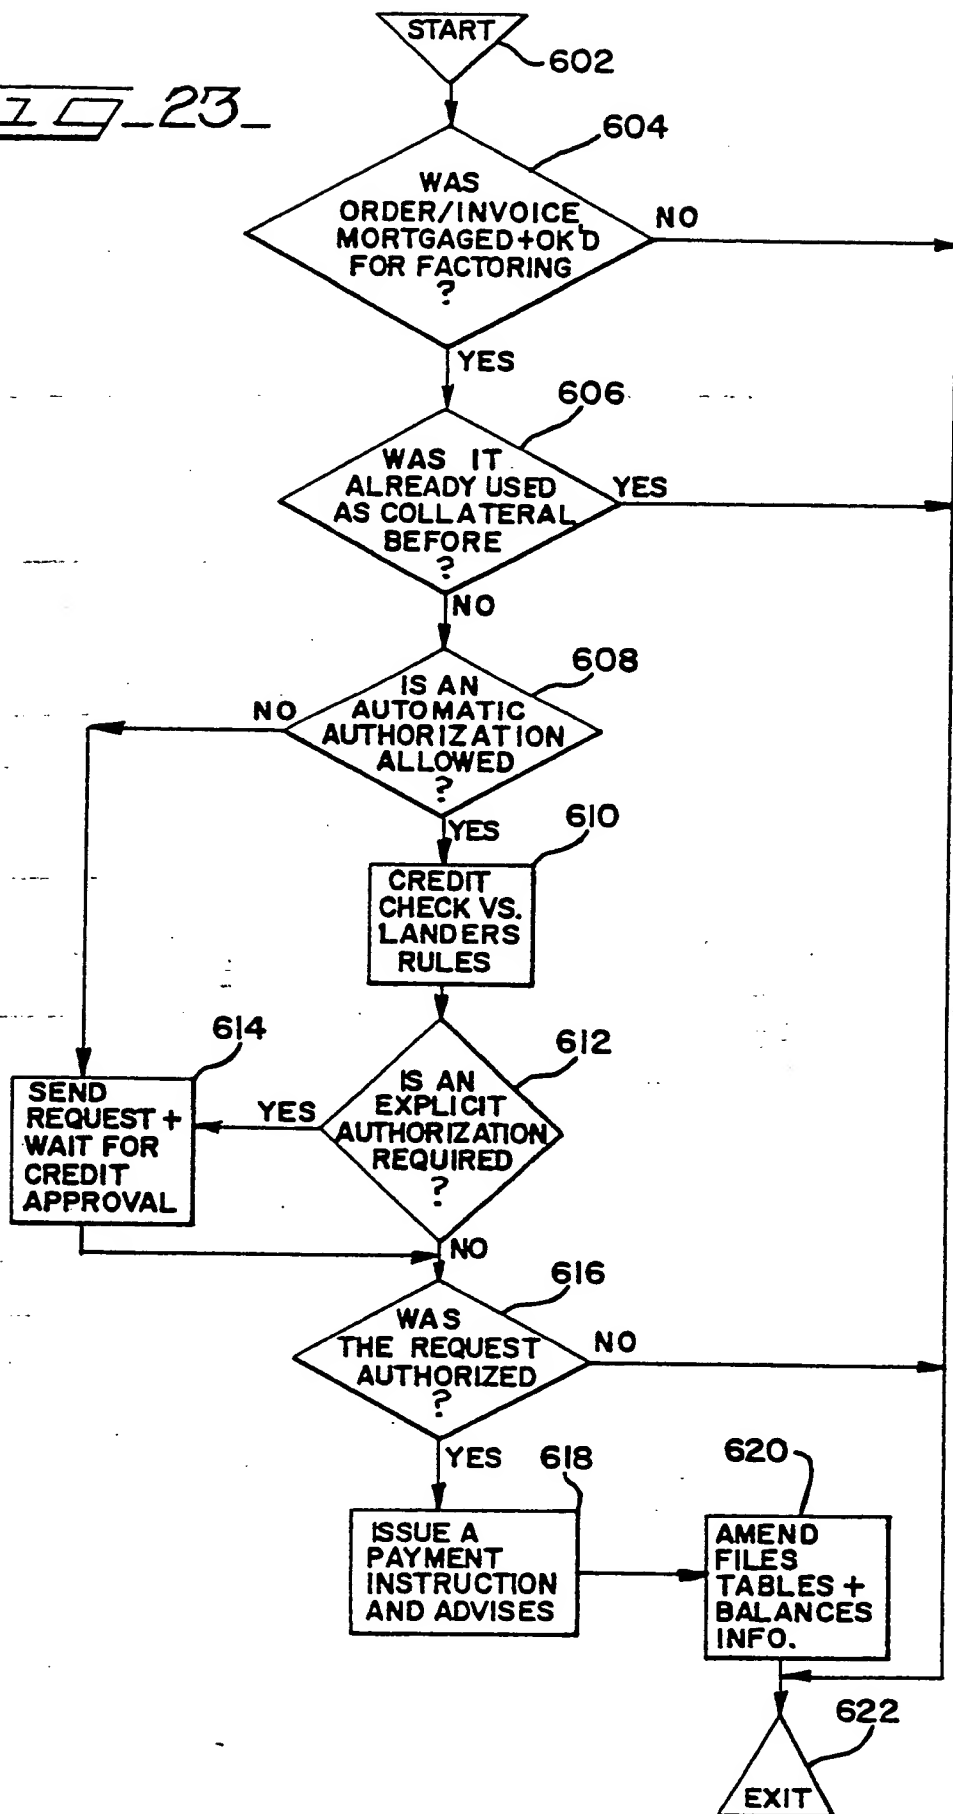 START
602
Fig_23_
604
WAS
ORDER/INVOICE
MORTGAGED+OK'D
FOR FACTORING
?
NO
YES
606
WAS IT
ALREADY USED
AS COLLATERAL
BEFORE
?
YES
NO
608
IS AN
AUTOMATIC
AUTHORIZATION
ALLOWED
?
NO
YES
610
CREDIT
CHECK VS.
LANDERS
RULES
614
612
IS AN
EXPLICIT
AUTHORIZATION
REQUIRED
?
YES
SEND
REQUEST +
WAIT FOR
CREDIT
APPROVAL
NO
616
WAS
THE REQUEST
AUTHORIZED
?
NO
YES
618
620
ISSUE A
PAYMENT
INSTRUCTION
AND ADVISES
AMEND
FILES
TABLES +
BALANCES
INFO.
622
EXIT